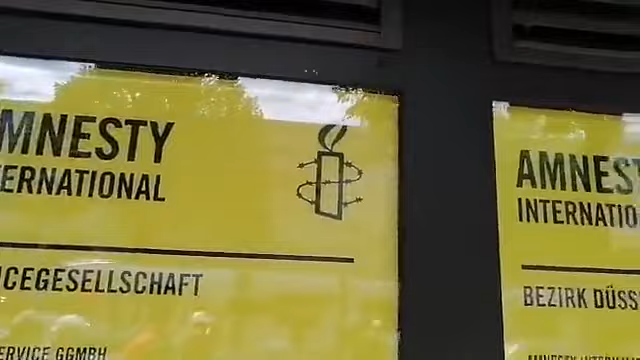 MNESTY
ERNATIONAL
ICEGESELLSCHAFT
ERVICE GGMBH
AMNEST
INTERNATIO
BEZIRK DÜSS